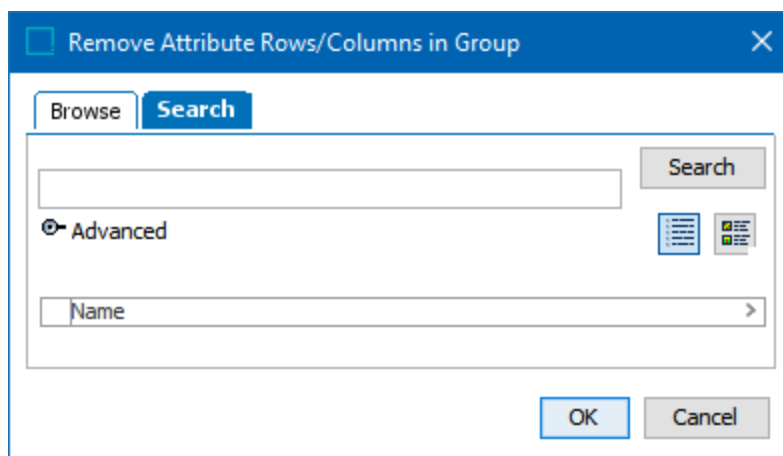 Remove Attribute Rows/Columns in Group
Browse Search
Search
Advanced
Name
OK Cancel